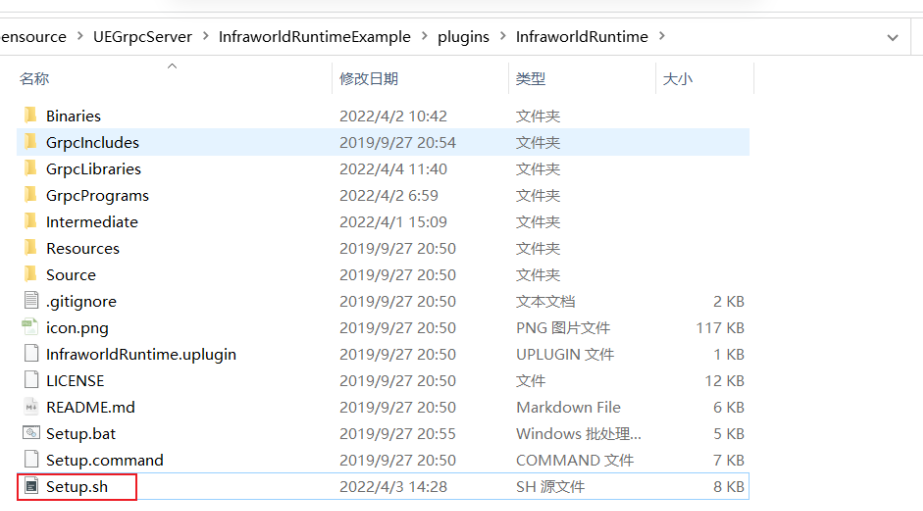 ensource > UEGrpcServer > InfraworldRuntimeExample > plugins > InfraworldRuntime >
名称 修改日期 类型 大小
Binaries 2022/4/2 10:42 文件夹
GrpcIncludes 2019/9/27 20:54 文件夹
GrpcLibraries 2022/4/4 11:40 文件夹
GrpcPrograms 2022/4/2 6:59 文件夹
Intermediate 2022/4/1 15:09 文件夹
Resources 2019/9/27 20:50 文件夹
Source 2019/9/27 20:50 文件夹
.gitignore 2019/9/27 20:50 文本文档 2 KB
icon.png 2019/9/27 20:50 PNG 图片文件 117 KB
InfraworldRuntime.uplugin 2019/9/27 20:50 UPLUGIN 文件 1 KB
LICENSE 2019/9/27 20:50 文件 12 KB
README.md 2019/9/27 20:50 Markdown File 6 KB
Setup.bat 2019/9/27 20:55 Windows 批处理... 5 KB
Setup.command 2019/9/27 20:50 COMMAND 文件 7 KB
Setup.sh 2022/4/3 14:28 SH 源文件 8 KB